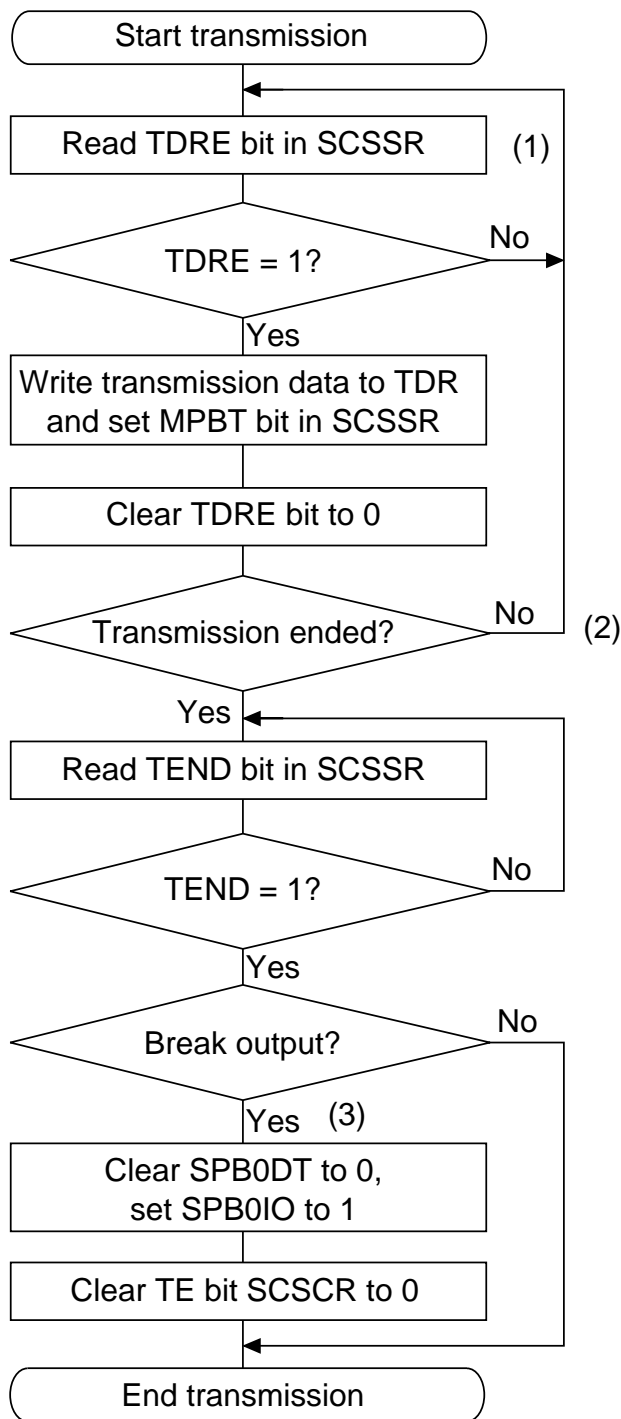 Start transmission
Read TDRE bit in SCSSR
(1)
TDRE = 1?
No
Yes
Write transmission data to TDR
and set MPBT bit in SCSSR
Clear TDRE bit to 0
Transmission ended?
No
(2)
Yes
Read TEND bit in SCSSR
TEND = 1?
No
Yes
Break output?
No
Yes
(3)
Clear SPB0DT to 0,
set SPB0IO to 1
Clear TE bit SCSCR to 0
End transmission